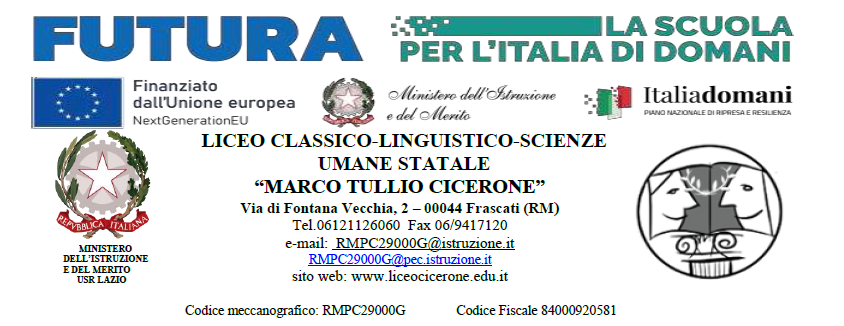 FUTURA
LA SCUOLA
PER L'ITALIA DI DOMANI
Finanziato
dall'Unione europea
NextGenerationEU
Ministero dell'Istruzione
e del Merito
Italiadomani
PIANO NAZIONALE DI RIPRESA E RESILIENZA
LICEO CLASSICO-LINGUISTICO-SCIENZE
UMANE STATALE
“MARCO TULLIO CICERONE”
Via di Fontana Vecchia, 2 – 00044 Frascati (RM)
Tel.06121126060 Fax 06/9417120
e-mail: RMPC29000G@istruzione.it
RMPC29000G@pec.istruzione.it
sito web: www.liceocicerone.edu.it
REPVBBLICA ITALIANA
MINISTERO
DELL'ISTRUZIONE
E DEL MERITO
USR LAZIO
Codice meccanografico: RMPC29000G Codice Fiscale 84000920581